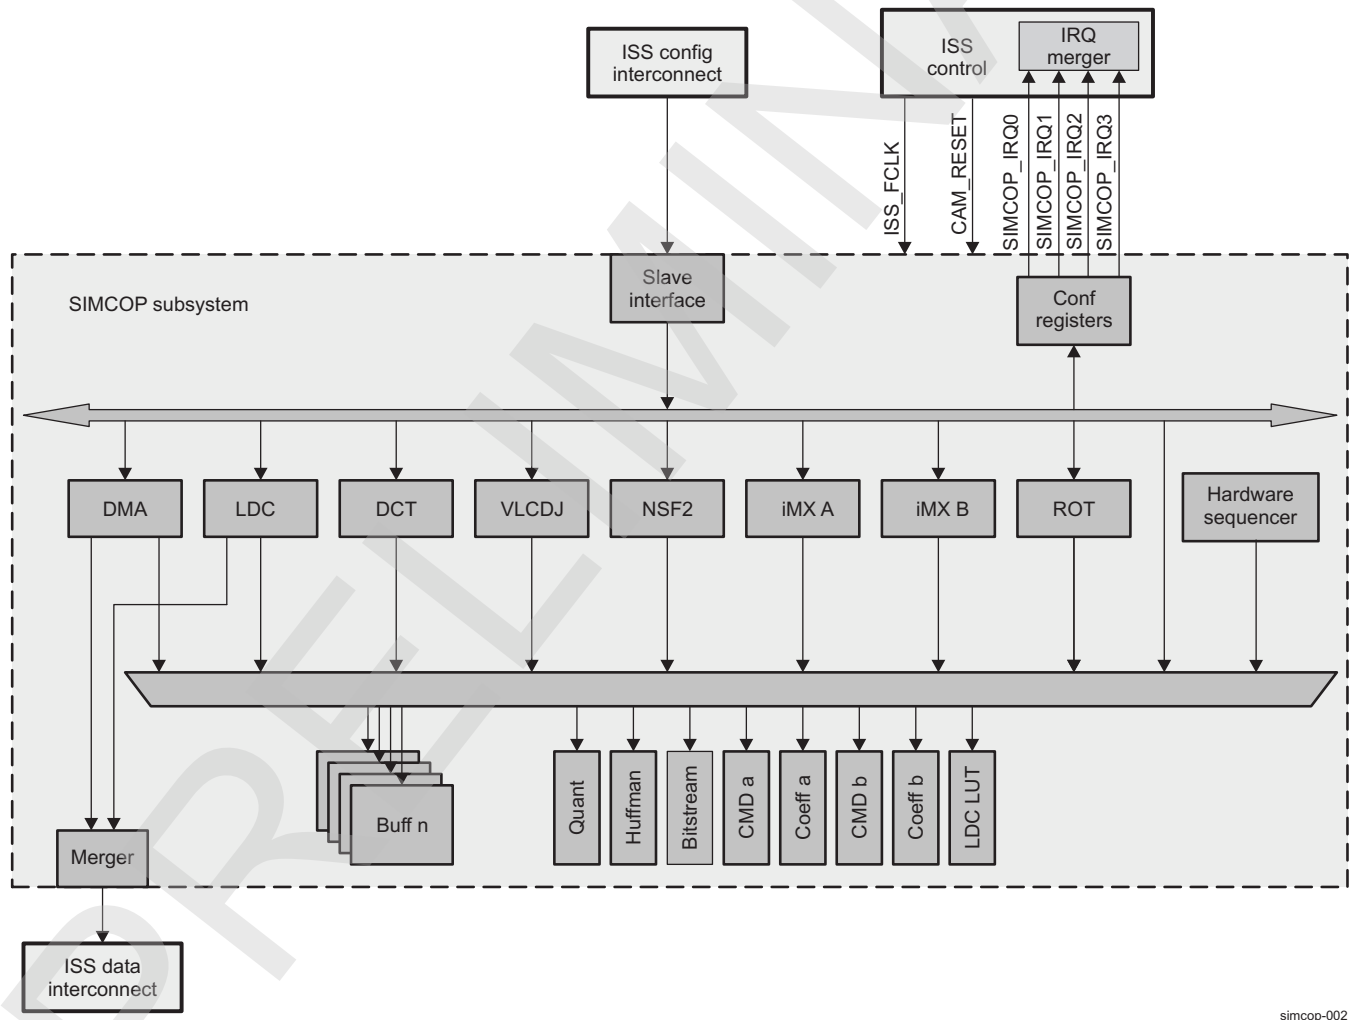 ISS config
interconnect
ISS
control
IRQ
merger
ISS_FCLK
CAM_RESET
SIMCOP_IRQ0
SIMCOP_IRQ1
SIMCOP_IRQ2
SIMCOP_IRQ3
SIMCOP subsystem
Slave
interface
Conf
registers
DMA
LDC
DCT
VLCDJ
NSF2
iMX A
iMX B
ROT
Hardware
sequencer
Buff n
Quant
Huffman
Bitstream
CMD a
Coeff a
CMD b
Coeff b
LDC LUT
Merger
ISS data
interconnect
simcop-002